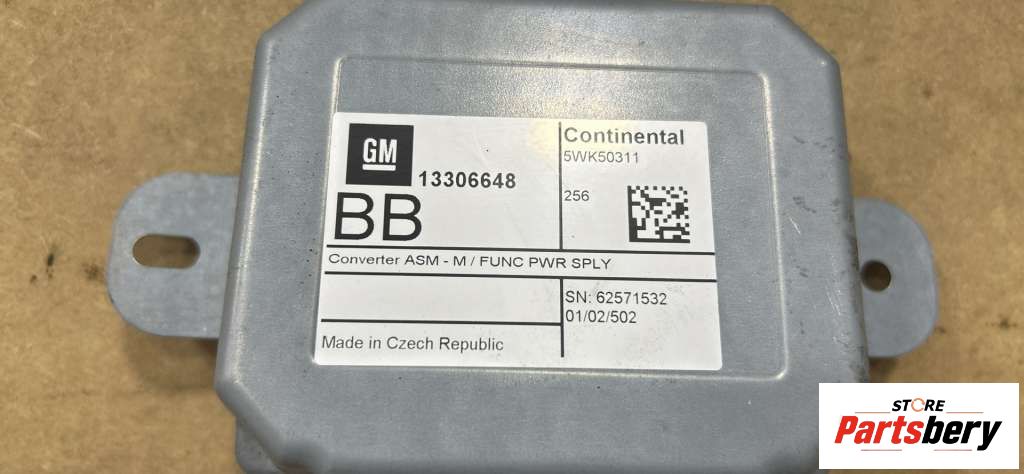 GM
13306648
BB
Continental
5WK50311
256
Converter ASM - M / FUNC PWR SPLY
SN: 62571532
01/02/502
Made in Czech Republic
STORE
Partsbery